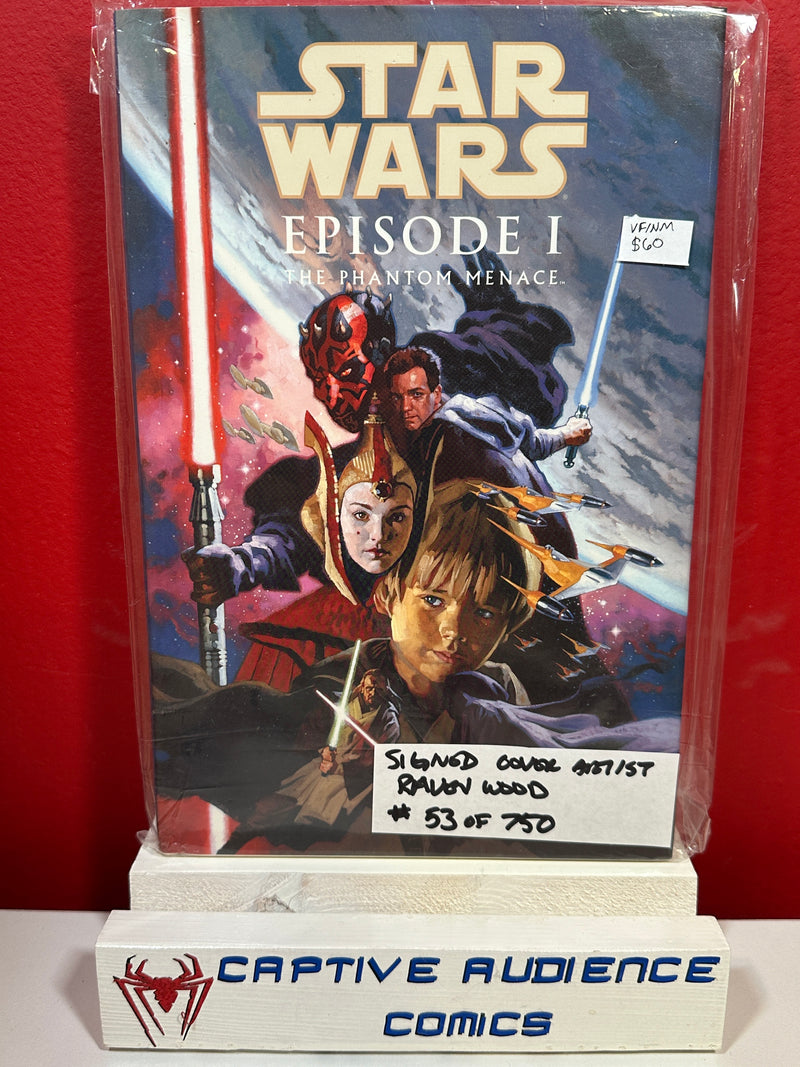 STAR
WARS
EPISODE I
THE PHANTOM MENACE™
VF/NM
$60
SIGNED COVER ARTIST
RAVEN WOOD
# 53 OF 750
CAPTIVE AUDIENCE
COMICS